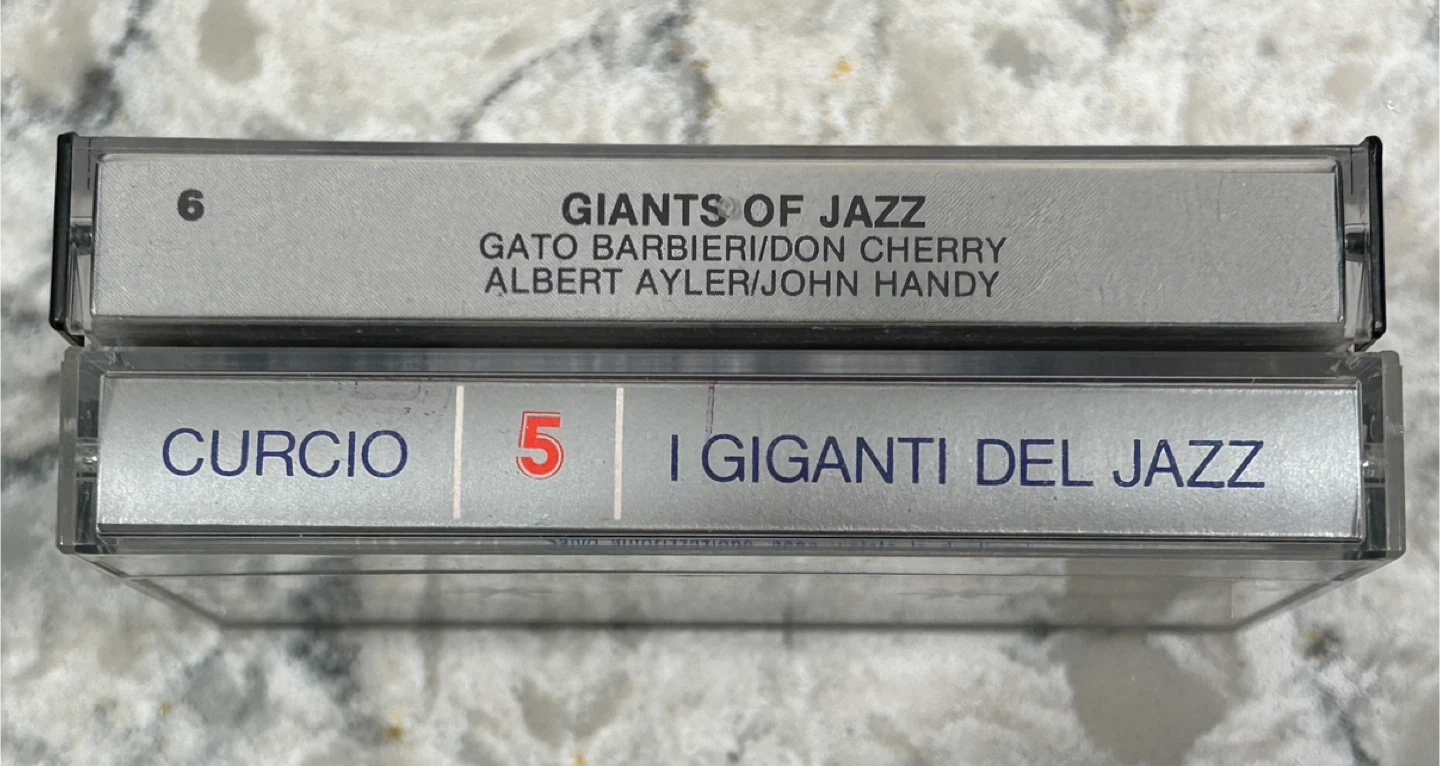 6
GIANTS OF JAZZ
GATO BARBIERI/DON CHERRY
ALBERT AYLER/JOHN HANDY
CURCIO 5 I GIGANTI DEL JAZZ